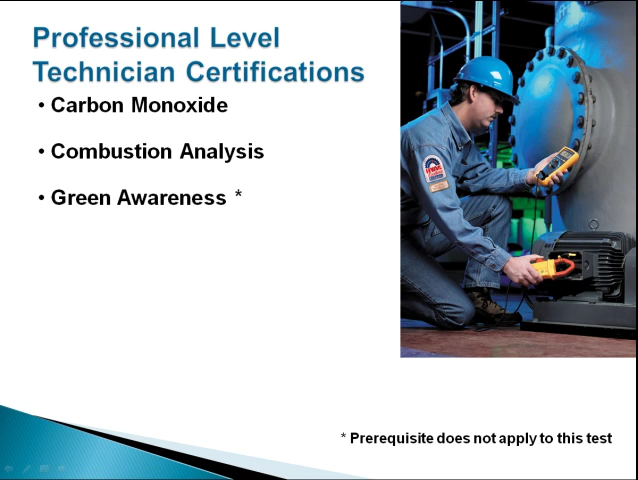 Professional Level
Technician Certifications
• Carbon Monoxide
• Combustion Analysis
• Green Awareness *
* Prerequisite does not apply to this test